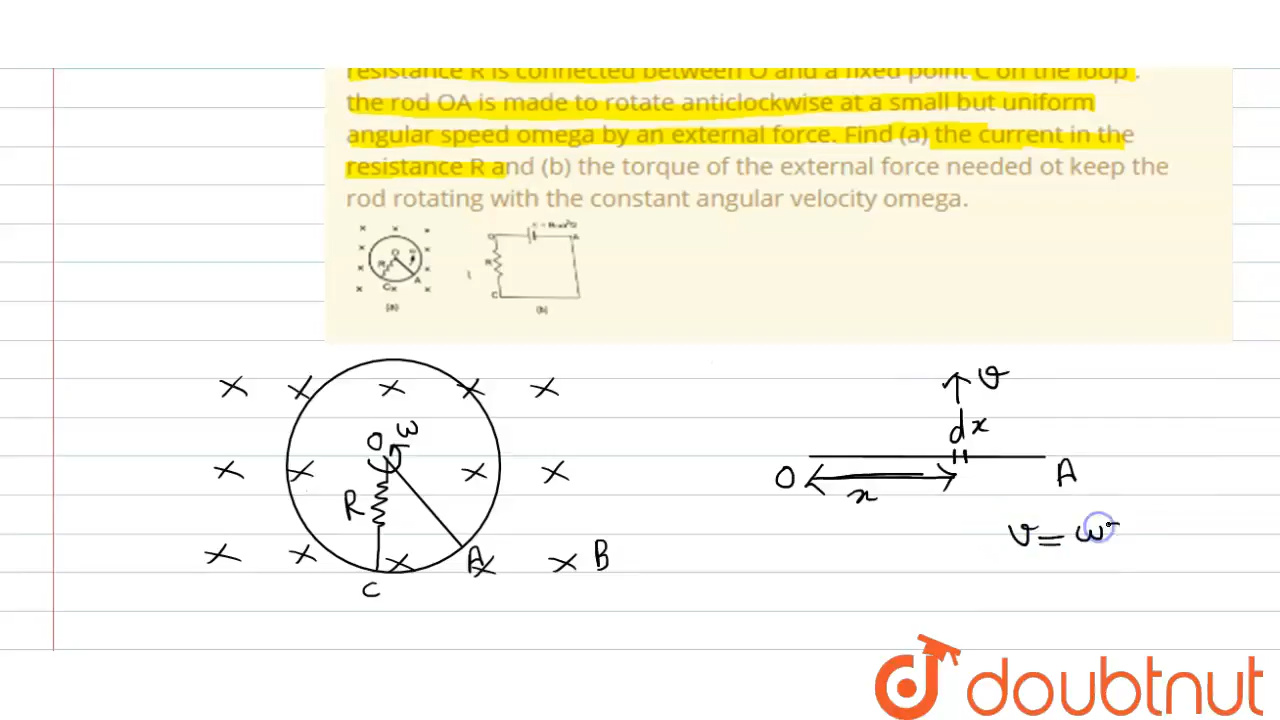 resistance R is connected between O and a fixed point C on the loop .
the rod OA is made to rotate anticlockwise at a small but uniform
angular speed omega by an external force. Find (a) the current in the
resistance R and (b) the torque of the external force needed ot keep the
rod rotating with the constant angular velocity omega.
O
R
A
C
(a)
R
C
(b)
O ω
R
A
C
B
v
dx
O
x
A
v = ω
doubtnut